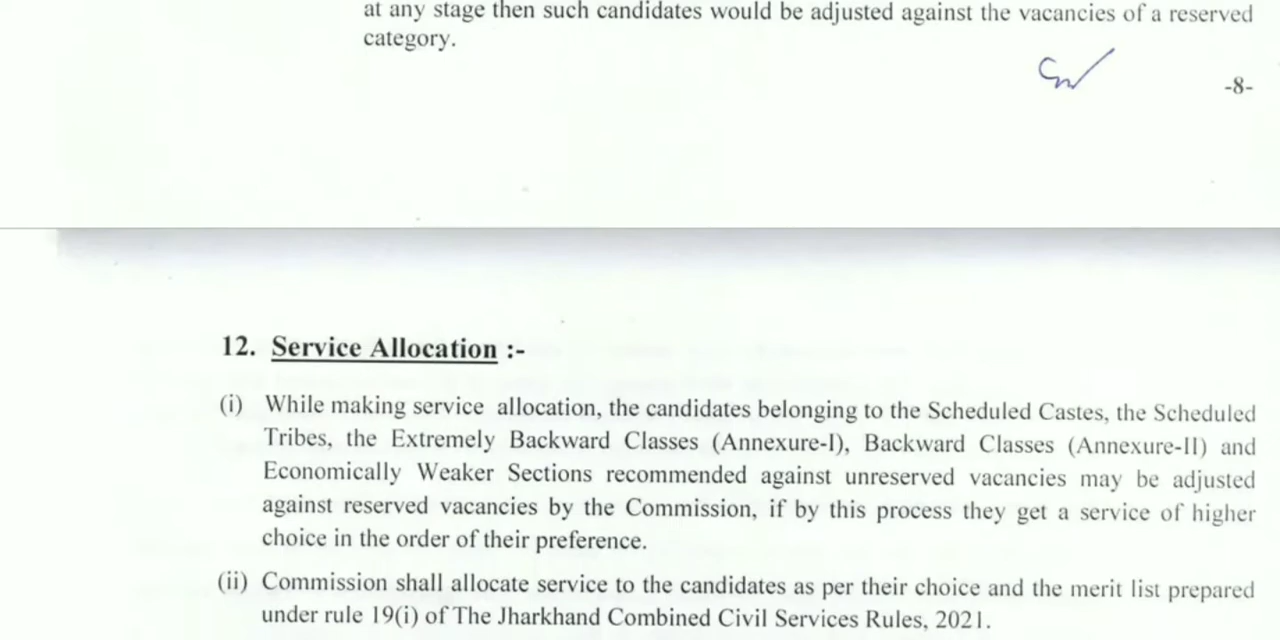 at any stage then such candidates would be adjusted against the vacancies of a reserved
category.
-8-
12. Service Allocation :-
(i) While making service allocation, the candidates belonging to the Scheduled Castes, the Scheduled
Tribes, the Extremely Backward Classes (Annexure-I), Backward Classes (Annexure-II) and
Economically Weaker Sections recommended against unreserved vacancies may be adjusted
against reserved vacancies by the Commission, if by this process they get a service of higher
choice in the order of their preference.
(ii) Commission shall allocate service to the candidates as per their choice and the merit list prepared
under rule 19(i) of The Jharkhand Combined Civil Services Rules, 2021.